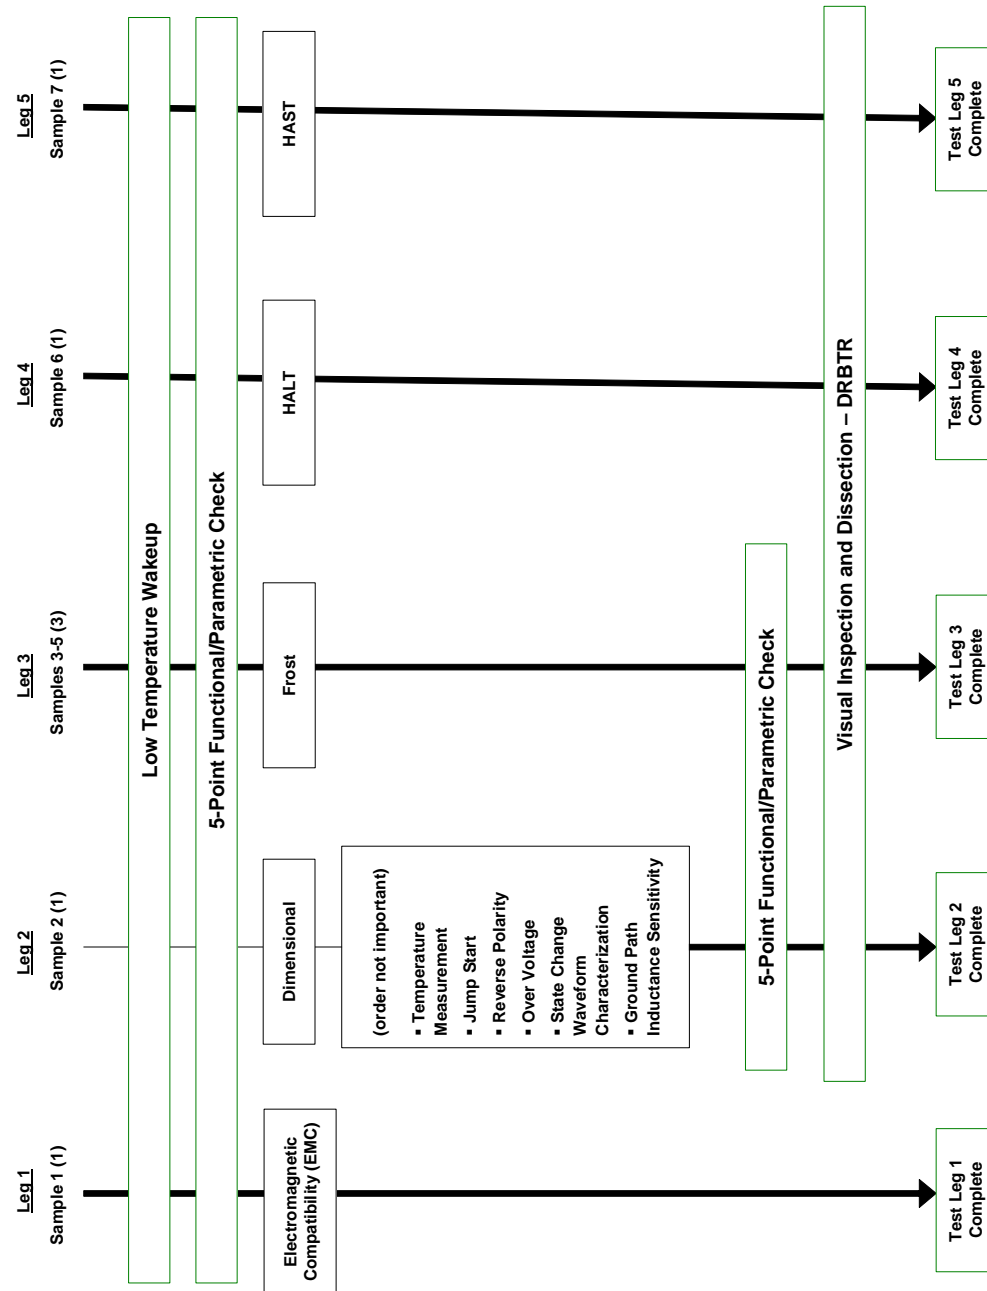 Leg 1
Sample 1 (1)
Leg 2
Sample 2 (1)
Leg 3
Samples 3-5 (3)
Leg 4
Sample 6 (1)
Leg 5
Sample 7 (1)
Low Temperature Wakeup
5-Point Functional/Parametric Check
Electromagnetic
Compatibility (EMC)
Dimensional
Frost
HALT
HAST
(order not important)
▪ Temperature
Measurement
▪ Jump Start
▪ Reverse Polarity
▪ Over Voltage
▪ State Change
Waveform
Characterization
▪ Ground Path
Inductance Sensitivity
5-Point Functional/Parametric Check
Visual Inspection and Dissection – DRBTR
Test Leg 1
Complete
Test Leg 2
Complete
Test Leg 3
Complete
Test Leg 4
Complete
Test Leg 5
Complete